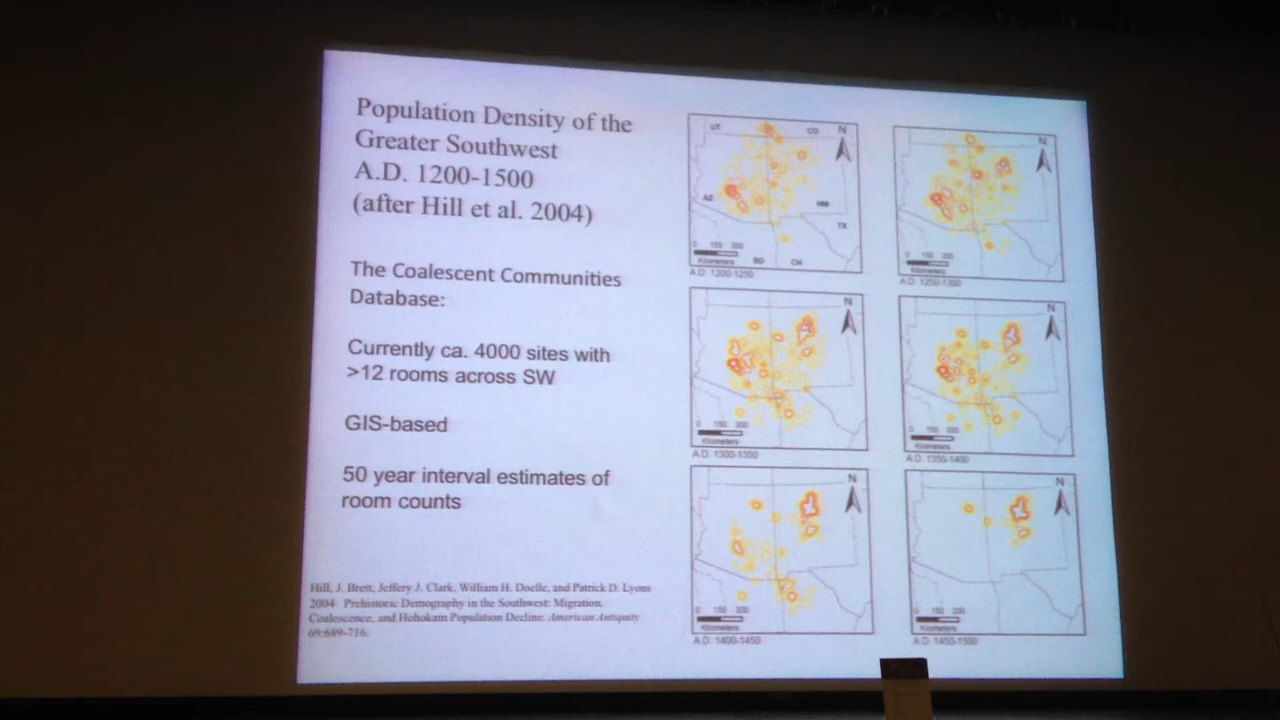 Population Density of the
Greater Southwest
A.D. 1200-1500
(after Hill et al. 2004)
The Coalescent Communities
Database:
Currently ca. 4000 sites with
>12 rooms across SW
GIS-based
50 year interval estimates of
room counts
Hill, J. Brett, Jeffery J. Clark, William H. Doelle, and Patrick D. Lyons
2004 Prehistoric Demography in the Southwest: Migration,
Coalescence, and Hohokam Population Decline. American Antiquity
69:689-716.
UT CO N
AZ NM
TX
0 150 300
Kilometers SO CH
A.D. 1200-1250
N
0 150 300
Kilometers
A.D. 1250-1300
N
0 150 300
Kilometers
A.D. 1300-1350
N
0 150 300
Kilometers
A.D. 1350-1400
N
0 150 300
Kilometers
A.D. 1400-1450
N
0 150 300
Kilometers
A.D. 1450-1500